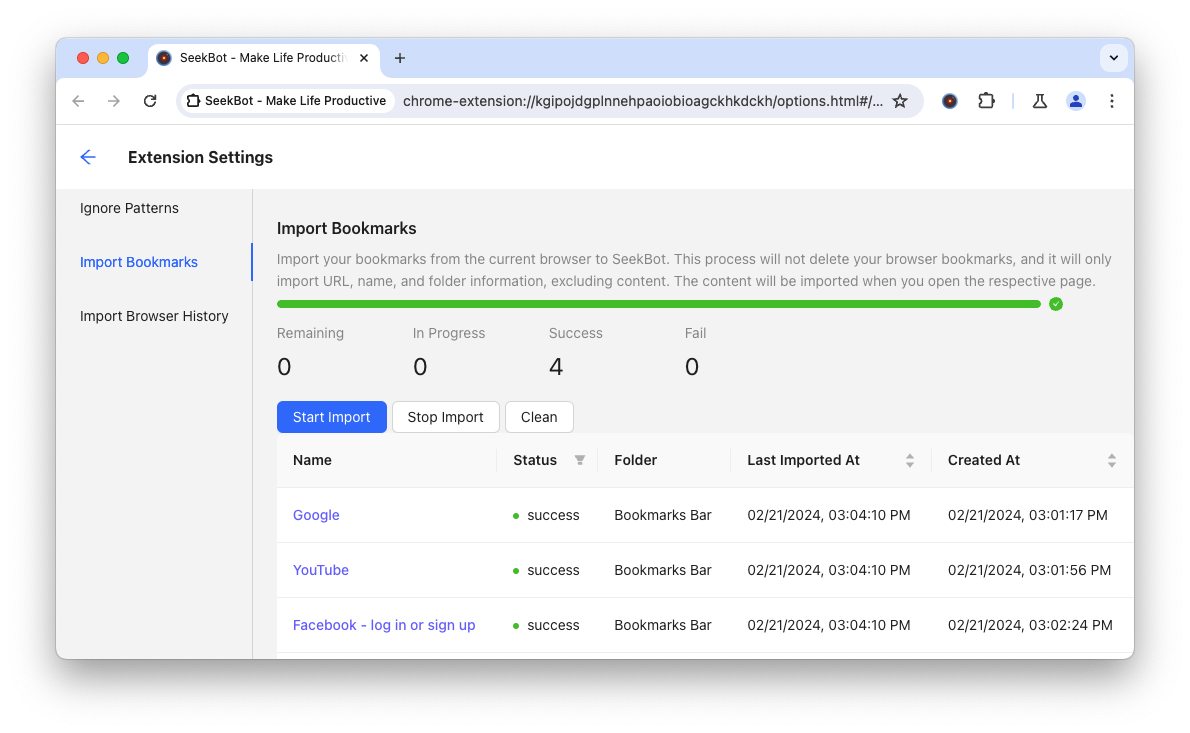 SeekBot - Make Life Producti
SeekBot - Make Life Productive chrome-extension://kgipojdgplnnehpaoiobioagckhkdckh/options.html#/...
Extension Settings
Ignore Patterns
Import Bookmarks
Import Browser History
Import Bookmarks
Import your bookmarks from the current browser to SeekBot. This process will not delete your browser bookmarks, and it will only
import URL, name, and folder information, excluding content. The content will be imported when you open the respective page.
Remaining In Progress Success Fail
0 0 4 0
Start Import Stop Import Clean
Name Status Folder Last Imported At Created At
Google success Bookmarks Bar 02/21/2024, 03:04:10 PM 02/21/2024, 03:01:17 PM
YouTube success Bookmarks Bar 02/21/2024, 03:04:10 PM 02/21/2024, 03:01:56 PM
Facebook - log in or sign up success Bookmarks Bar 02/21/2024, 03:04:10 PM 02/21/2024, 03:02:24 PM